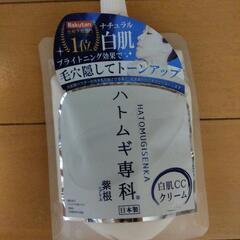 Rakuten
1位
ナチュラル
白肌
ブライトニング効果で
毛穴隠してトーンアップ
HATOMUGISENKA
ハトムギ専科
紫根
日本製
白肌CC
クリーム